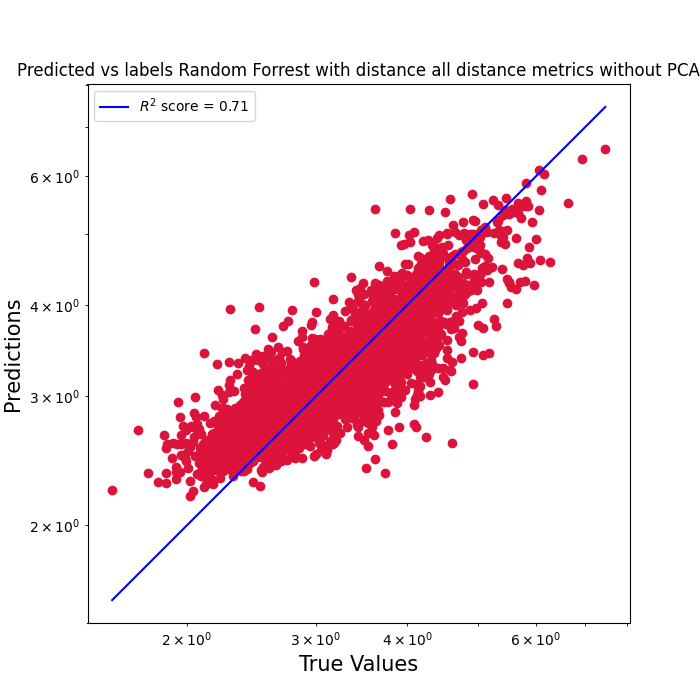 Predicted vs labels Random Forrest with distance all distance metrics without PCA
R² score = 0.71
6 × 10⁰
4 × 10⁰
3 × 10⁰
2 × 10⁰
Predictions
2 × 10⁰ 3 × 10⁰ 4 × 10⁰ 6 × 10⁰
True Values